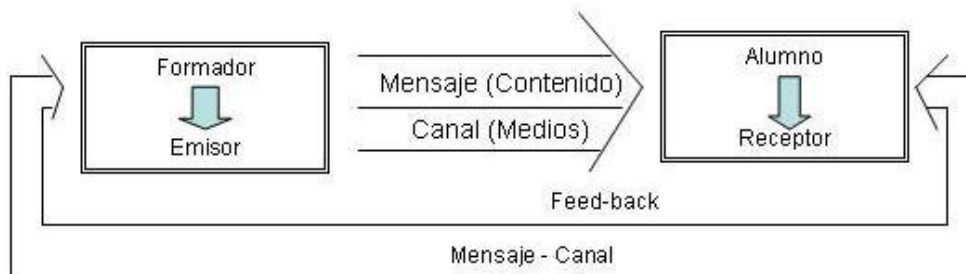 Formador
Emisor
Mensaje (Contenido)
Canal (Medios)
Alumno
Receptor
Feed-back
Mensaje - Canal